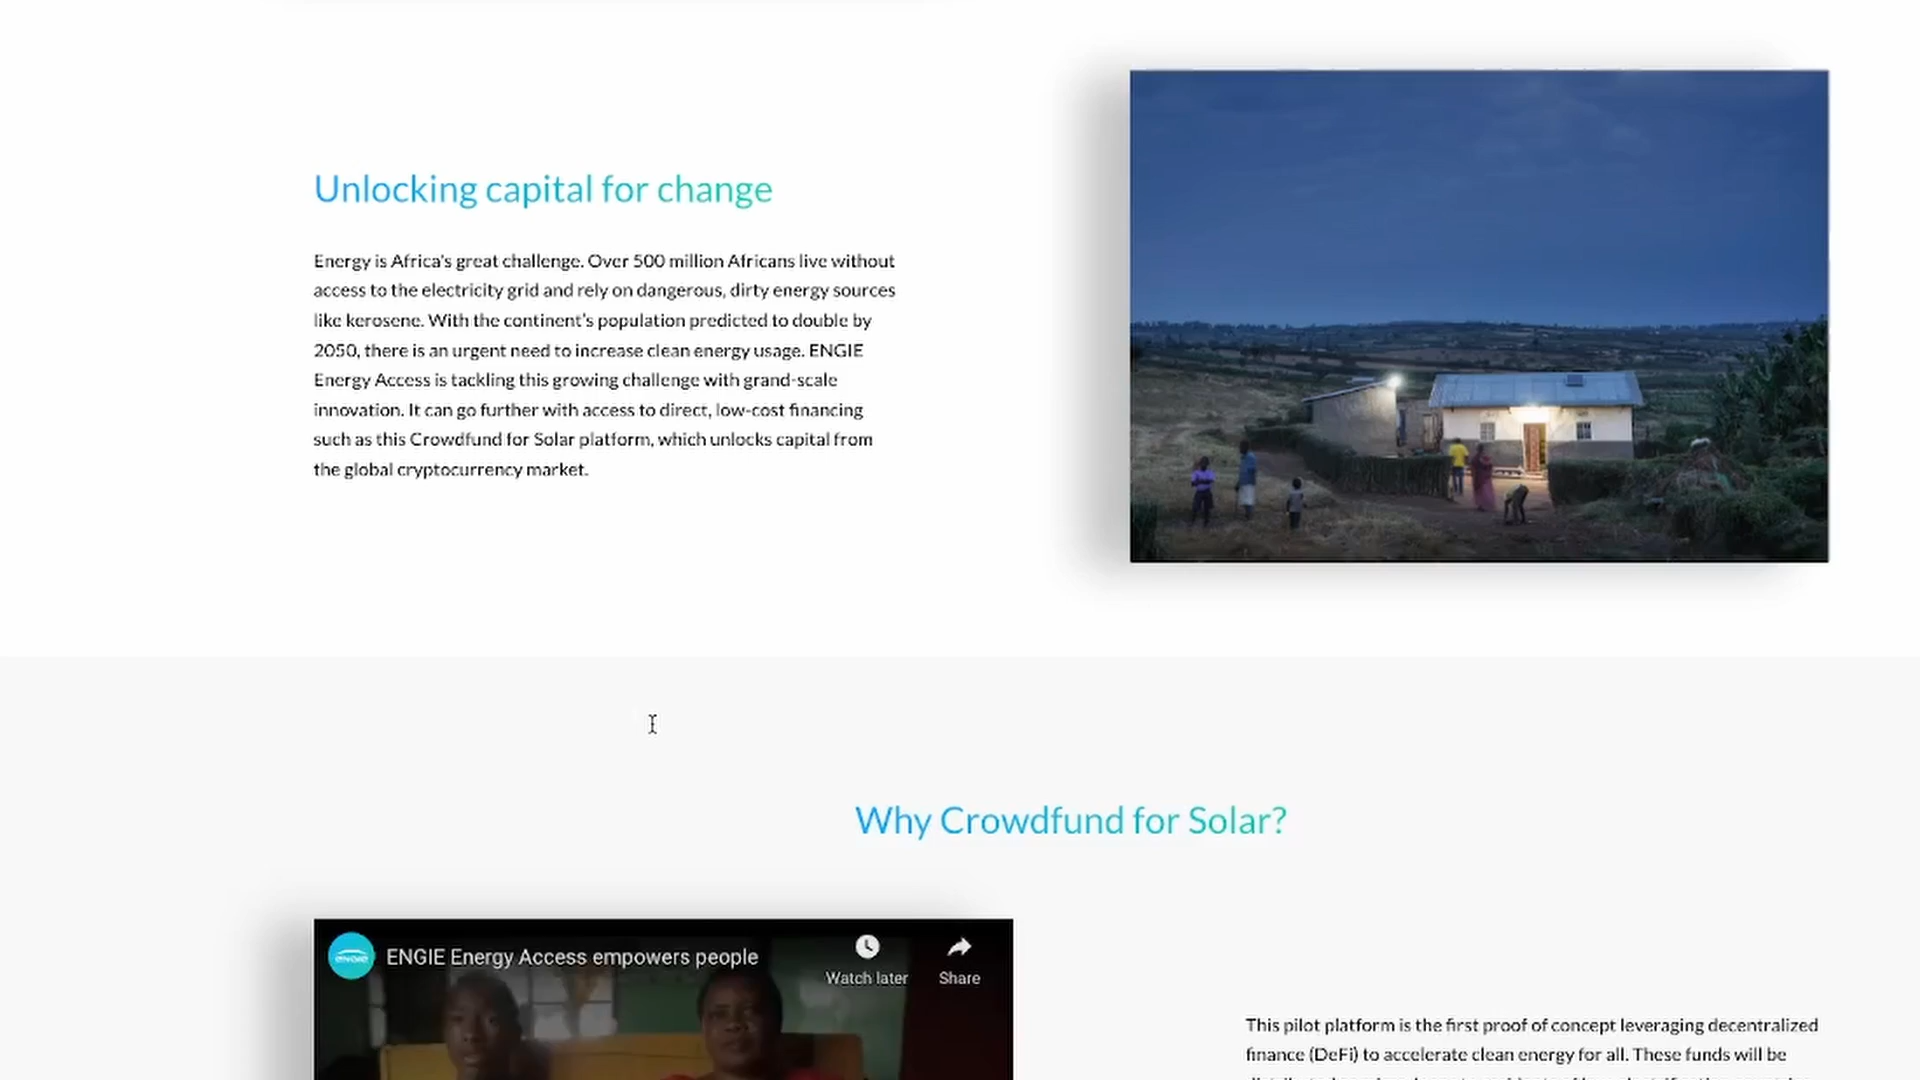 Unlocking capital for change
Energy is Africa's great challenge. Over 500 million Africans live without
access to the electricity grid and rely on dangerous, dirty energy sources
like kerosene. With the continent's population predicted to double by
2050, there is an urgent need to increase clean energy usage. ENGIE
Energy Access is tackling this growing challenge with grand-scale
innovation. It can go further with access to direct, low-cost financing
such as this Crowdfund for Solar platform, which unlocks capital from
the global cryptocurrency market.
Why Crowdfund for Solar?
ENGIE Energy Access empowers people
Watch later
Share
This pilot platform is the first proof of concept leveraging decentralized
finance (DeFi) to accelerate clean energy for all. These funds will be